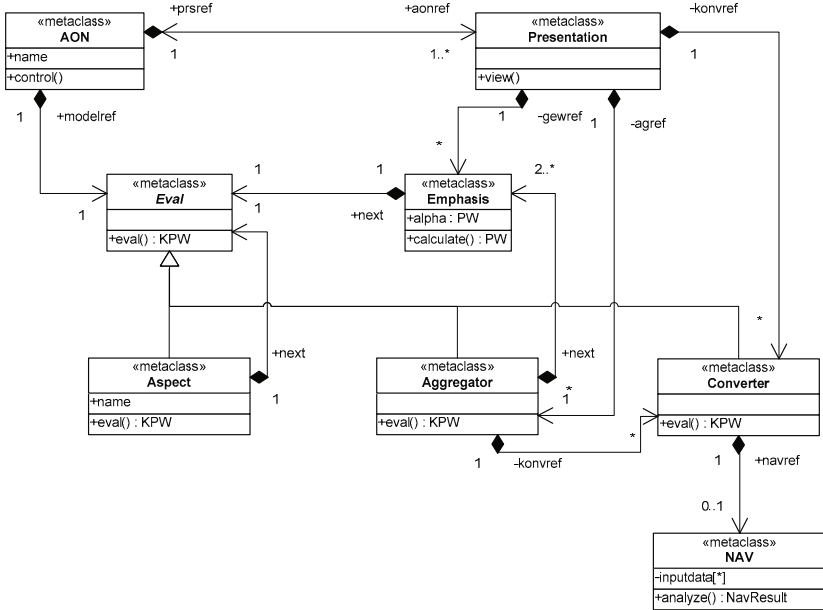 +prsref
+aonref
-konvref
«metaclass»
AON
+name
+control()
1
1..*
«metaclass»
Presentation
+view()
1
1
+modelref
1
-gewref
1
-agref
*
«metaclass»
Eval
+eval() : KPW
1
1
1
1
+next
«metaclass»
Emphasis
+alpha : PW
+calculate() : PW
2..*
*
«metaclass»
Aspect
+name
+eval() : KPW
+next
1
«metaclass»
Aggregator
+eval() : KPW
+next
*
1
«metaclass»
Converter
+eval() : KPW
1
-konvref
*
1
+navref
0..1
«metaclass»
NAV
-inputdata[*]
+analyze() : NavResult